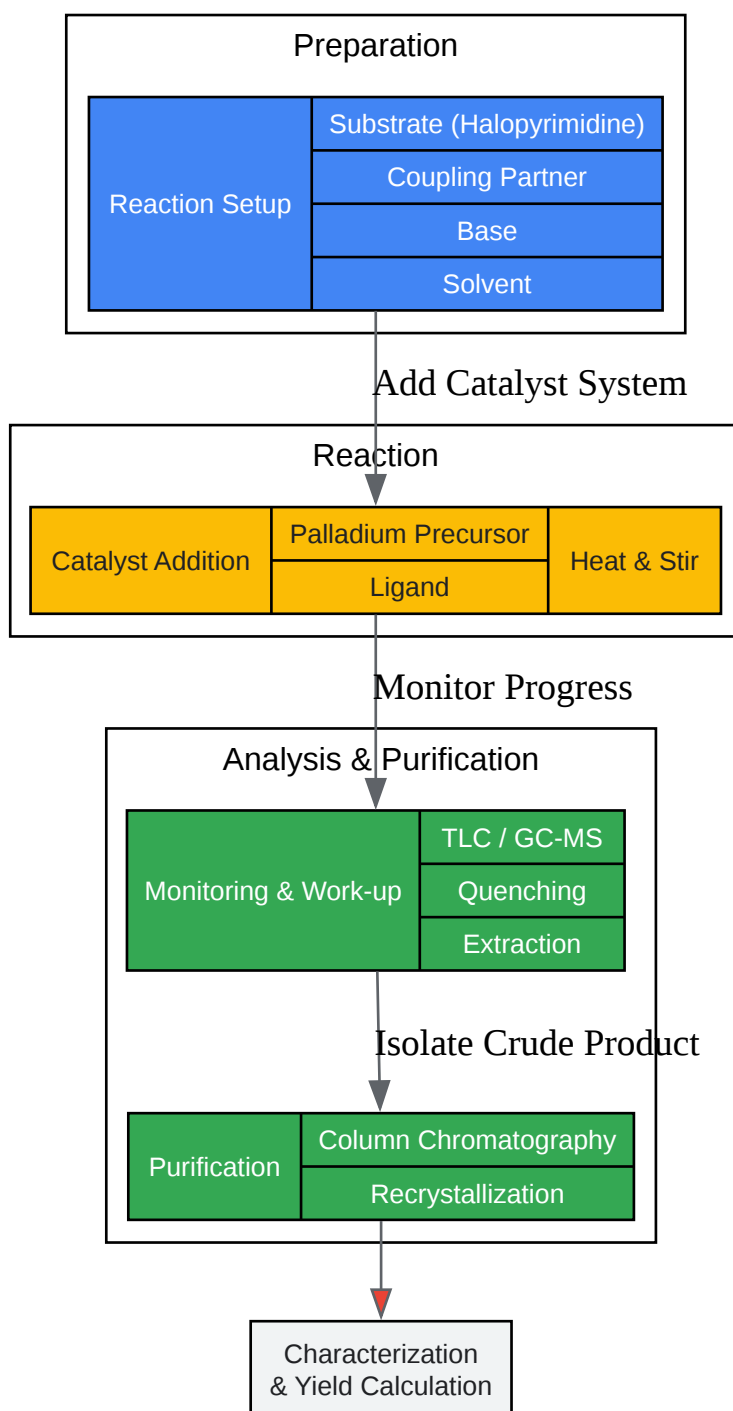 Preparation
Reaction Setup
Substrate (Halopyrimidine)
Coupling Partner
Base
Solvent
Add Catalyst System
Reaction
Catalyst Addition
Palladium Precursor
Ligand
Heat & Stir
Monitor Progress
Analysis & Purification
Monitoring & Work-up
TLC / GC-MS
Quenching
Extraction
Isolate Crude Product
Purification
Column Chromatography
Recrystallization
Characterization
& Yield Calculation